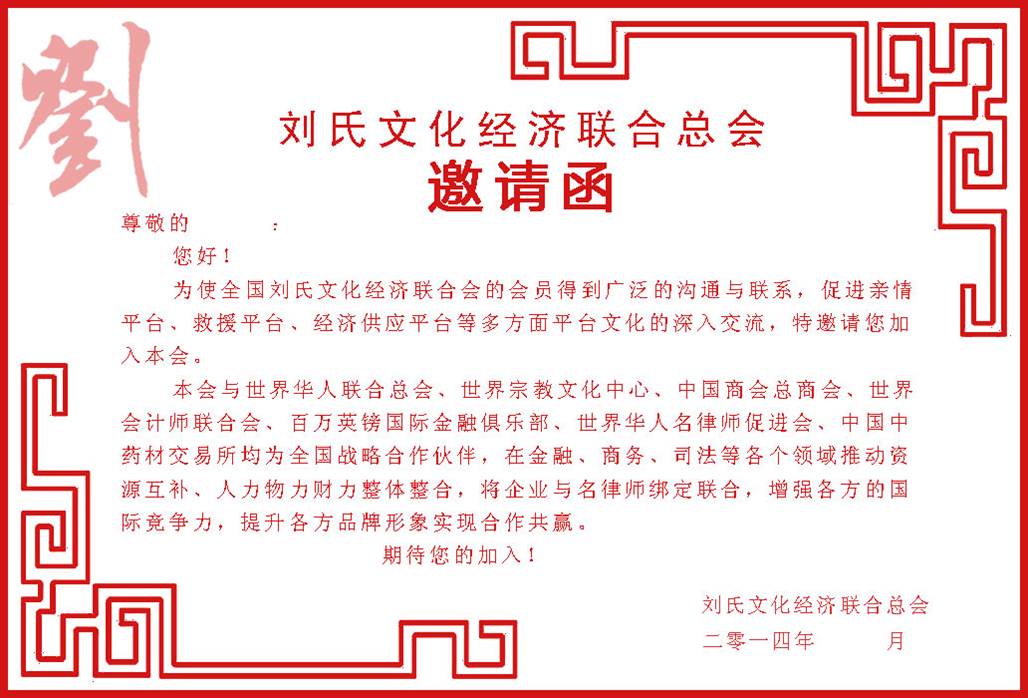 劉
刘氏文化经济联合总会
邀请函
尊敬的　　　：
您好！
为使全国刘氏文化经济联合会的会员得到广泛的沟通与联系，促进亲情
平台、救援平台、经济供应平台等多方面平台文化的深入交流，特邀请您加
入本会。
本会与世界华人联合总会、世界宗教文化中心、中国商会总商会、世界
会计师联合会、百万英镑国际金融俱乐部、世界华人名律师促进会、中国中
药材交易所均为全国战略合作伙伴，在金融、商务、司法等各个领域推动资
源互补、人力物力财力整体整合，将企业与名律师绑定联合，增强各方的国
际竞争力，提升各方品牌形象实现合作共赢。
期待您的加入！
刘氏文化经济联合总会
二零一四年　　　月